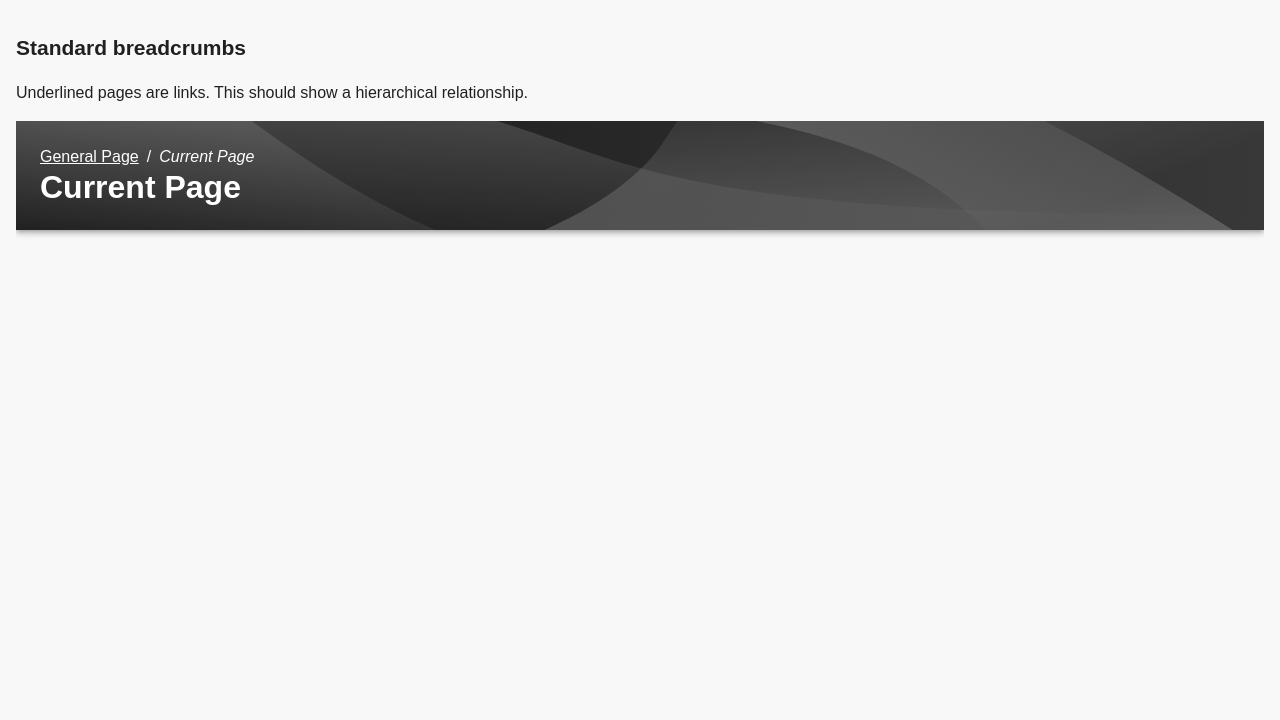 Standard breadcrumbs
Underlined pages are links. This should show a hierarchical relationship.
General Page / Current Page
Current Page